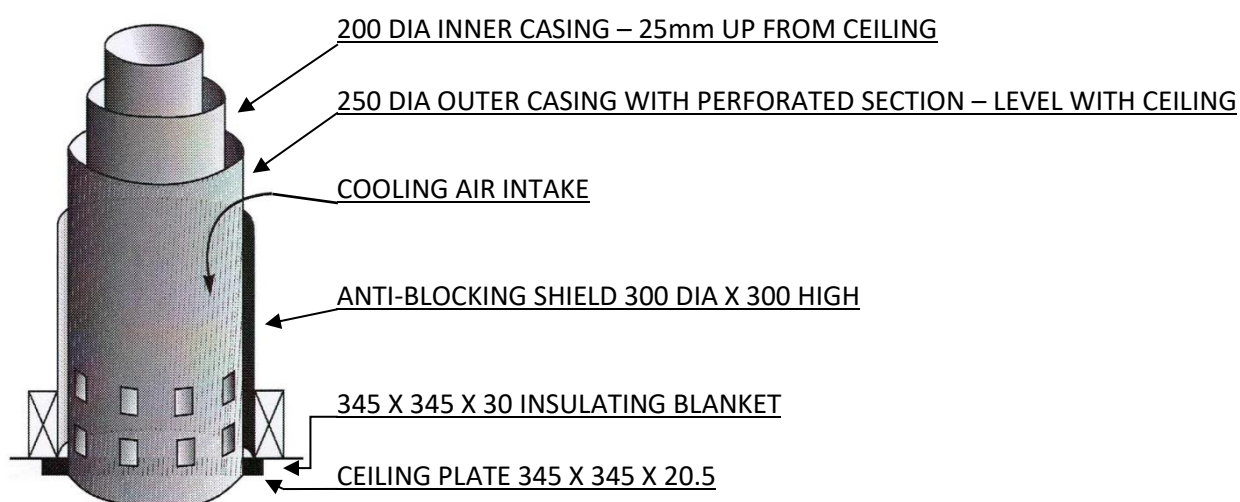 200 DIA INNER CASING – 25mm UP FROM CEILING
250 DIA OUTER CASING WITH PERFORATED SECTION – LEVEL WITH CEILING
COOLING AIR INTAKE
ANTI-BLOCKING SHIELD 300 DIA X 300 HIGH
345 X 345 X 30 INSULATING BLANKET
CEILING PLATE 345 X 345 X 20.5